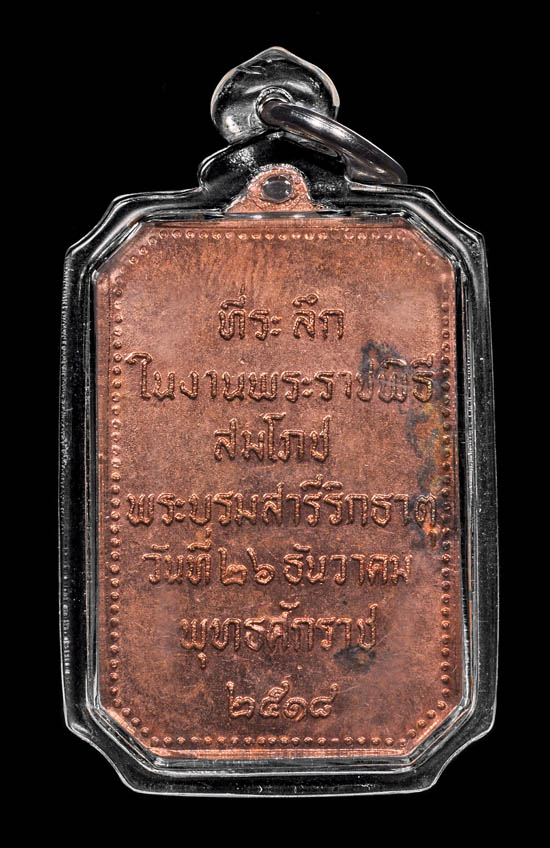 ที่ระลึก
ในงานพระราชพิธี
สมโภช
พระบรมสารีริกธาตุ
วันที่ ๒๖ ธันวาคม
พุทธศักราช
๒๕๑๘